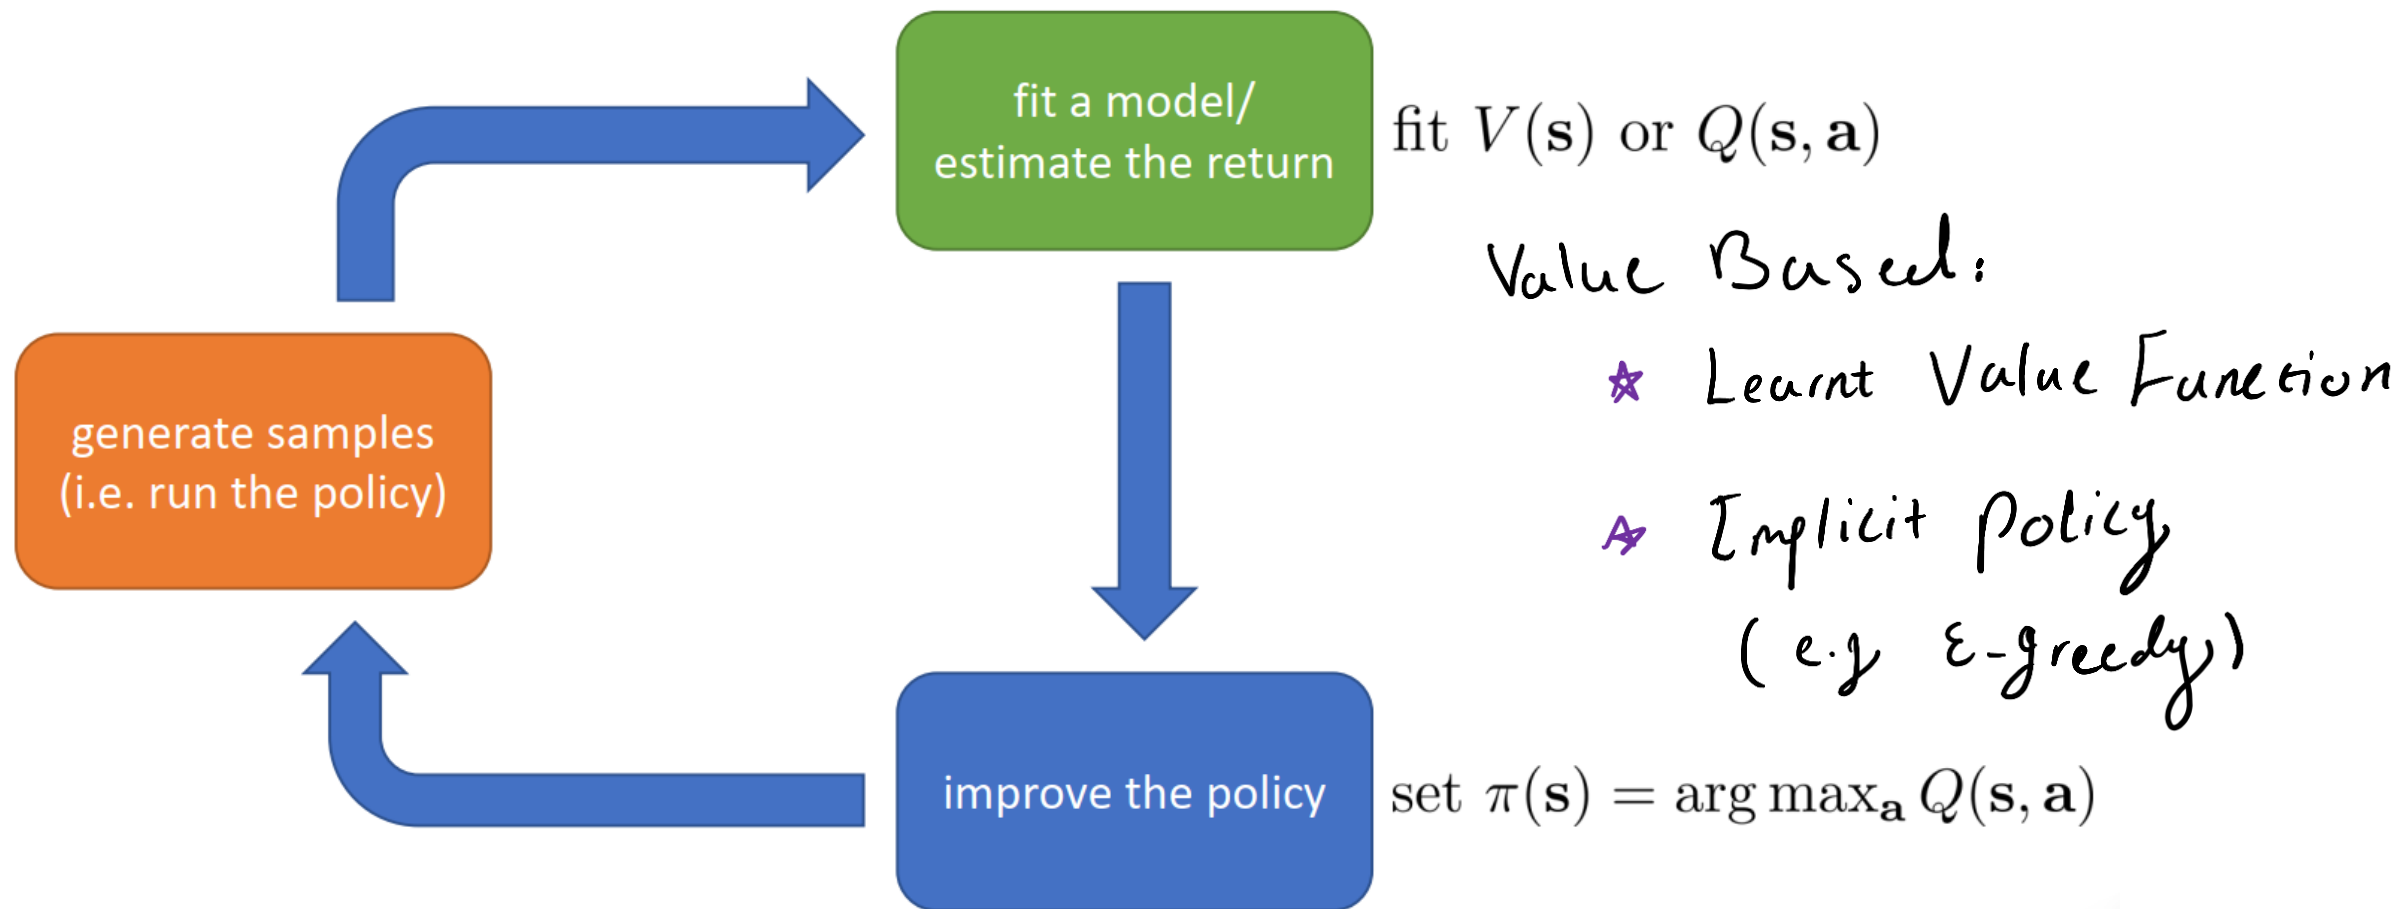 fit a model/
estimate the return
fit V(s) or Q(s, a)
Value Based:
Learnt Value Function
generate samples
(i.e. run the policy)
Implicit Policy
(e.g ε-greedy)
improve the policy
set π(s) = arg maxₐ Q(s, a)